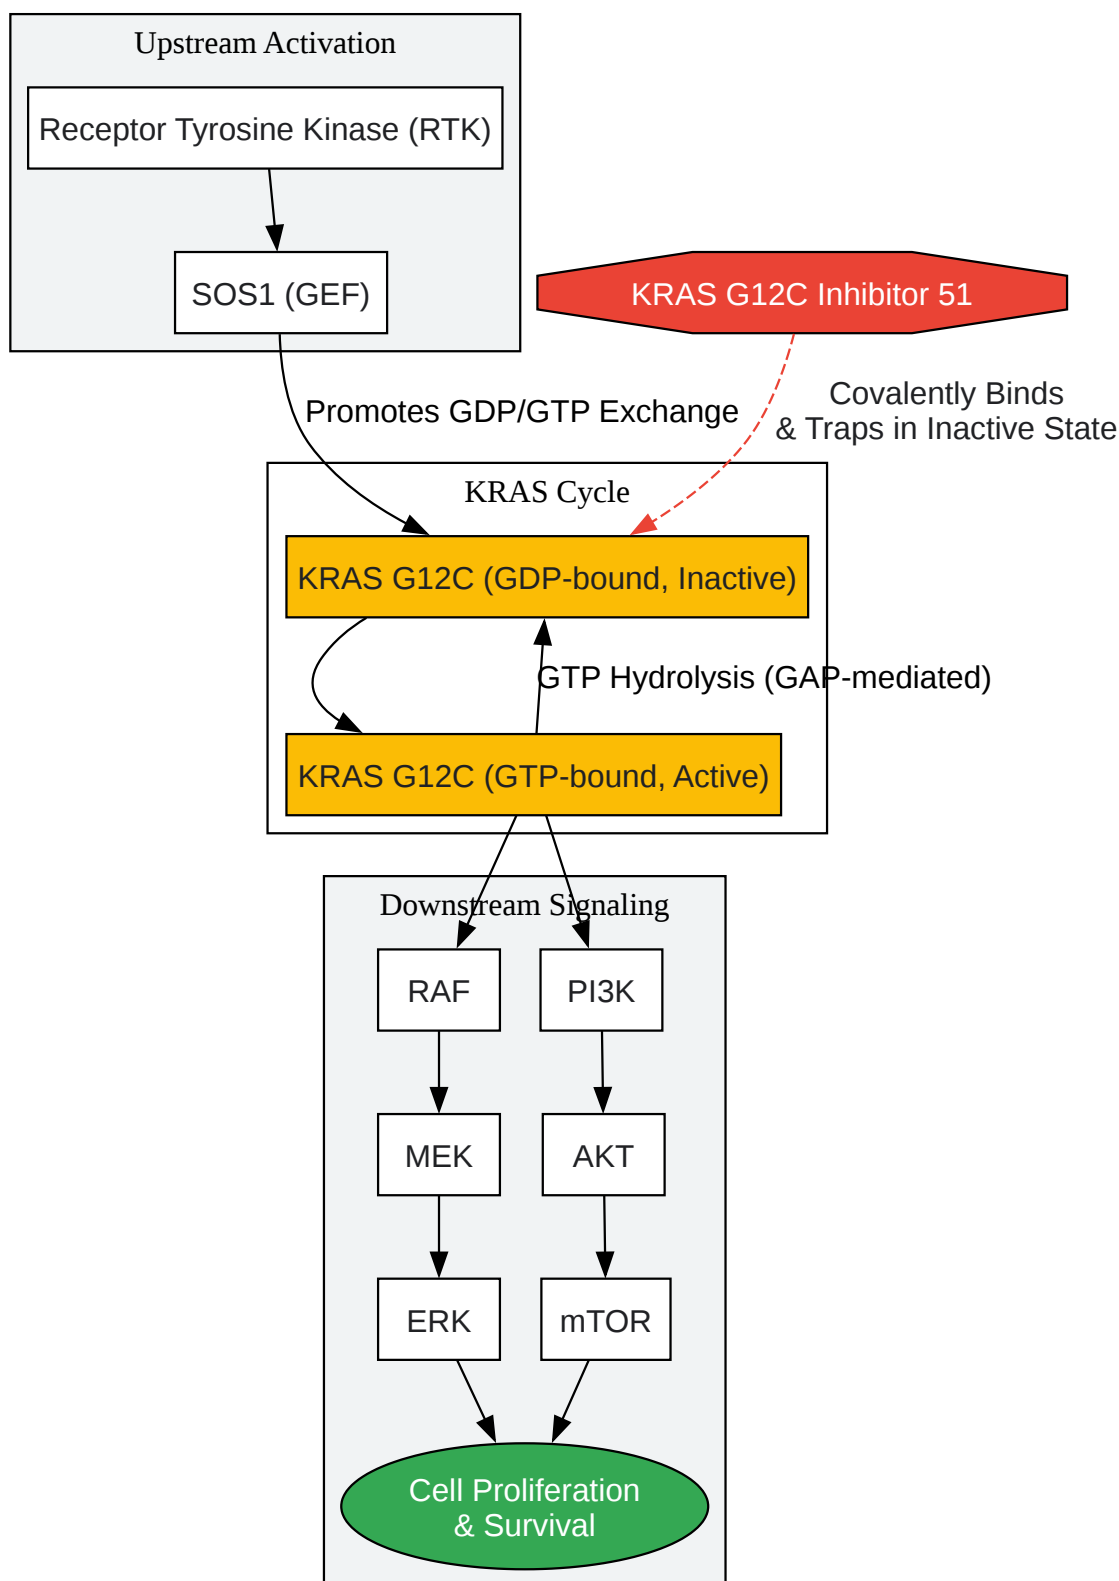 Upstream Activation
Receptor Tyrosine Kinase (RTK)
SOS1 (GEF)
KRAS G12C Inhibitor 51
Promotes GDP/GTP Exchange
Covalently Binds
& Traps in Inactive State
KRAS Cycle
KRAS G12C (GDP-bound, Inactive)
GTP Hydrolysis (GAP-mediated)
KRAS G12C (GTP-bound, Active)
Downstream Signaling
RAF
PI3K
MEK
AKT
ERK
mTOR
Cell Proliferation
& Survival